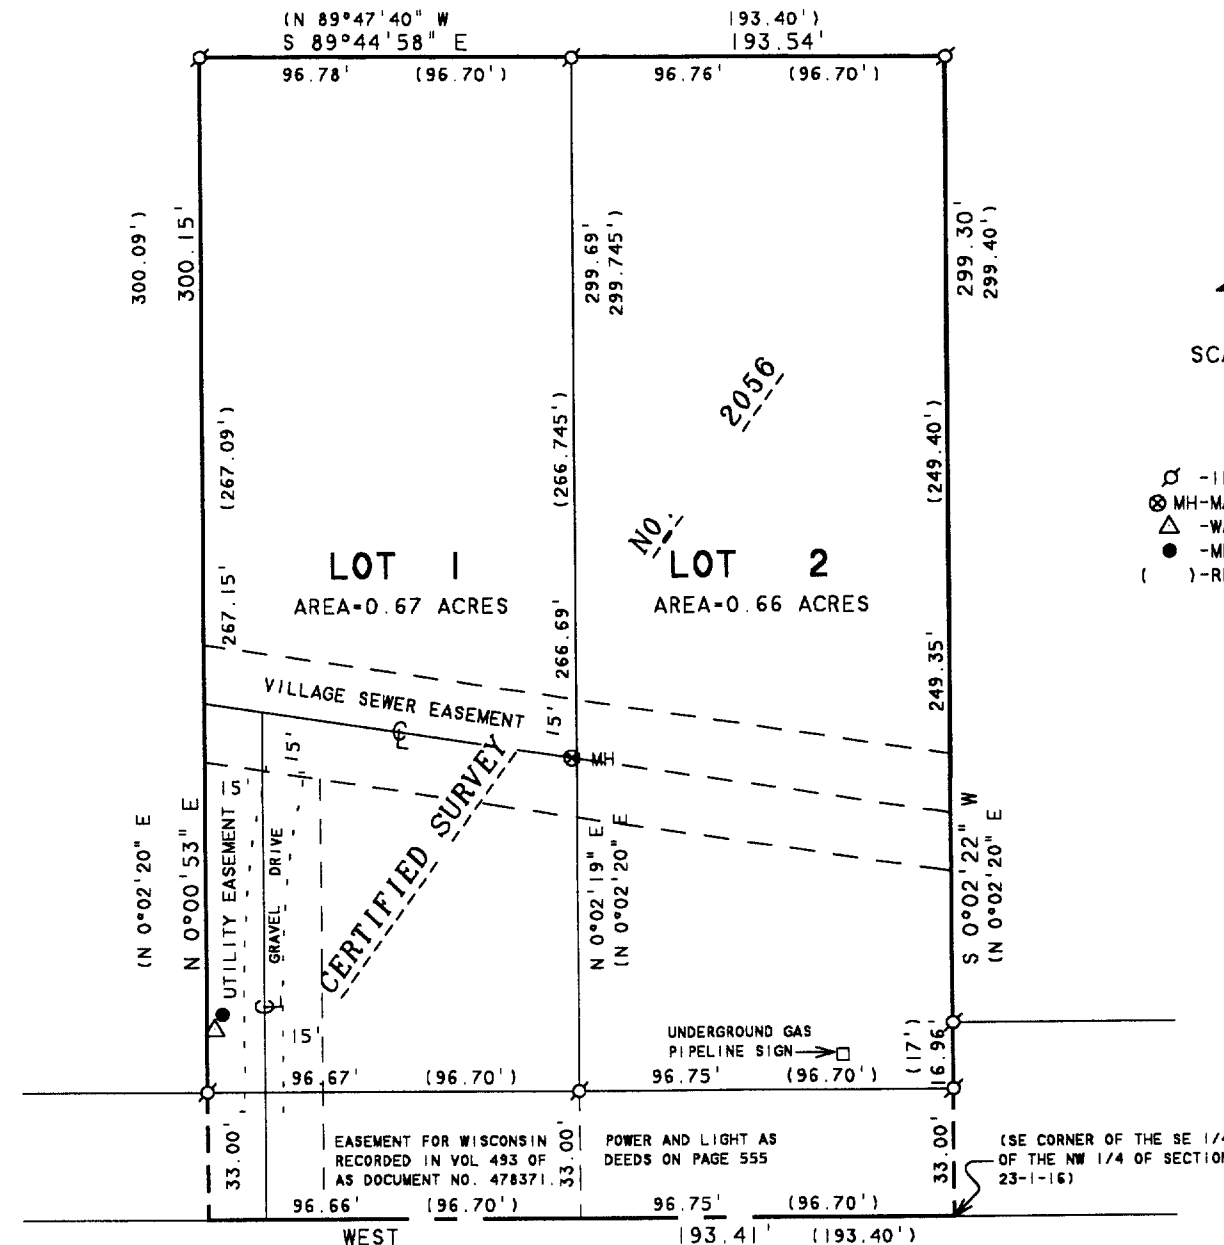 (N 89°47'40" W
S 89°44'58" E
(193.40')
193.54'
96.78' (96.70')
96.76' (96.70')
300.09')
300.15'
299.69'
299.745')
299.30'
299.40')
2056
SCA
(267.09')
267.15'
(266.745')
266.69'
(249.40')
249.35'
NO.
LOT 1
AREA=0.67 ACRES
LOT 2
AREA=0.66 ACRES
MH-MA
( )-R
VILLAGE SEWER EASEMENT
15'
℄
MH
15'
15'
CERTIFIED SURVEY
UTILITY EASEMENT
GRAVEL DRIVE
℄
15'
(N 0°02'20" E
N 0°00'53" E
N 0°02'19" E
(N 0°02'20" E
S 0°02'22" W
(N 0°02'20" E
UNDERGROUND GAS
PIPELINE SIGN
(17')
16.96'
96.67' (96.70')
96.75' (96.70')
33.00'
EASEMENT FOR WISCONSIN
RECORDED IN VOL 493 OF
AS DOCUMENT NO. 478371.
33.00'
POWER AND LIGHT AS
DEEDS ON PAGE 555
33.00'
(SE CORNER OF THE SE 1/4
OF THE NW 1/4 OF SECTION
23-1-16)
96.66' (96.70')
96.75' (96.70')
WEST
193.41' (193.40')